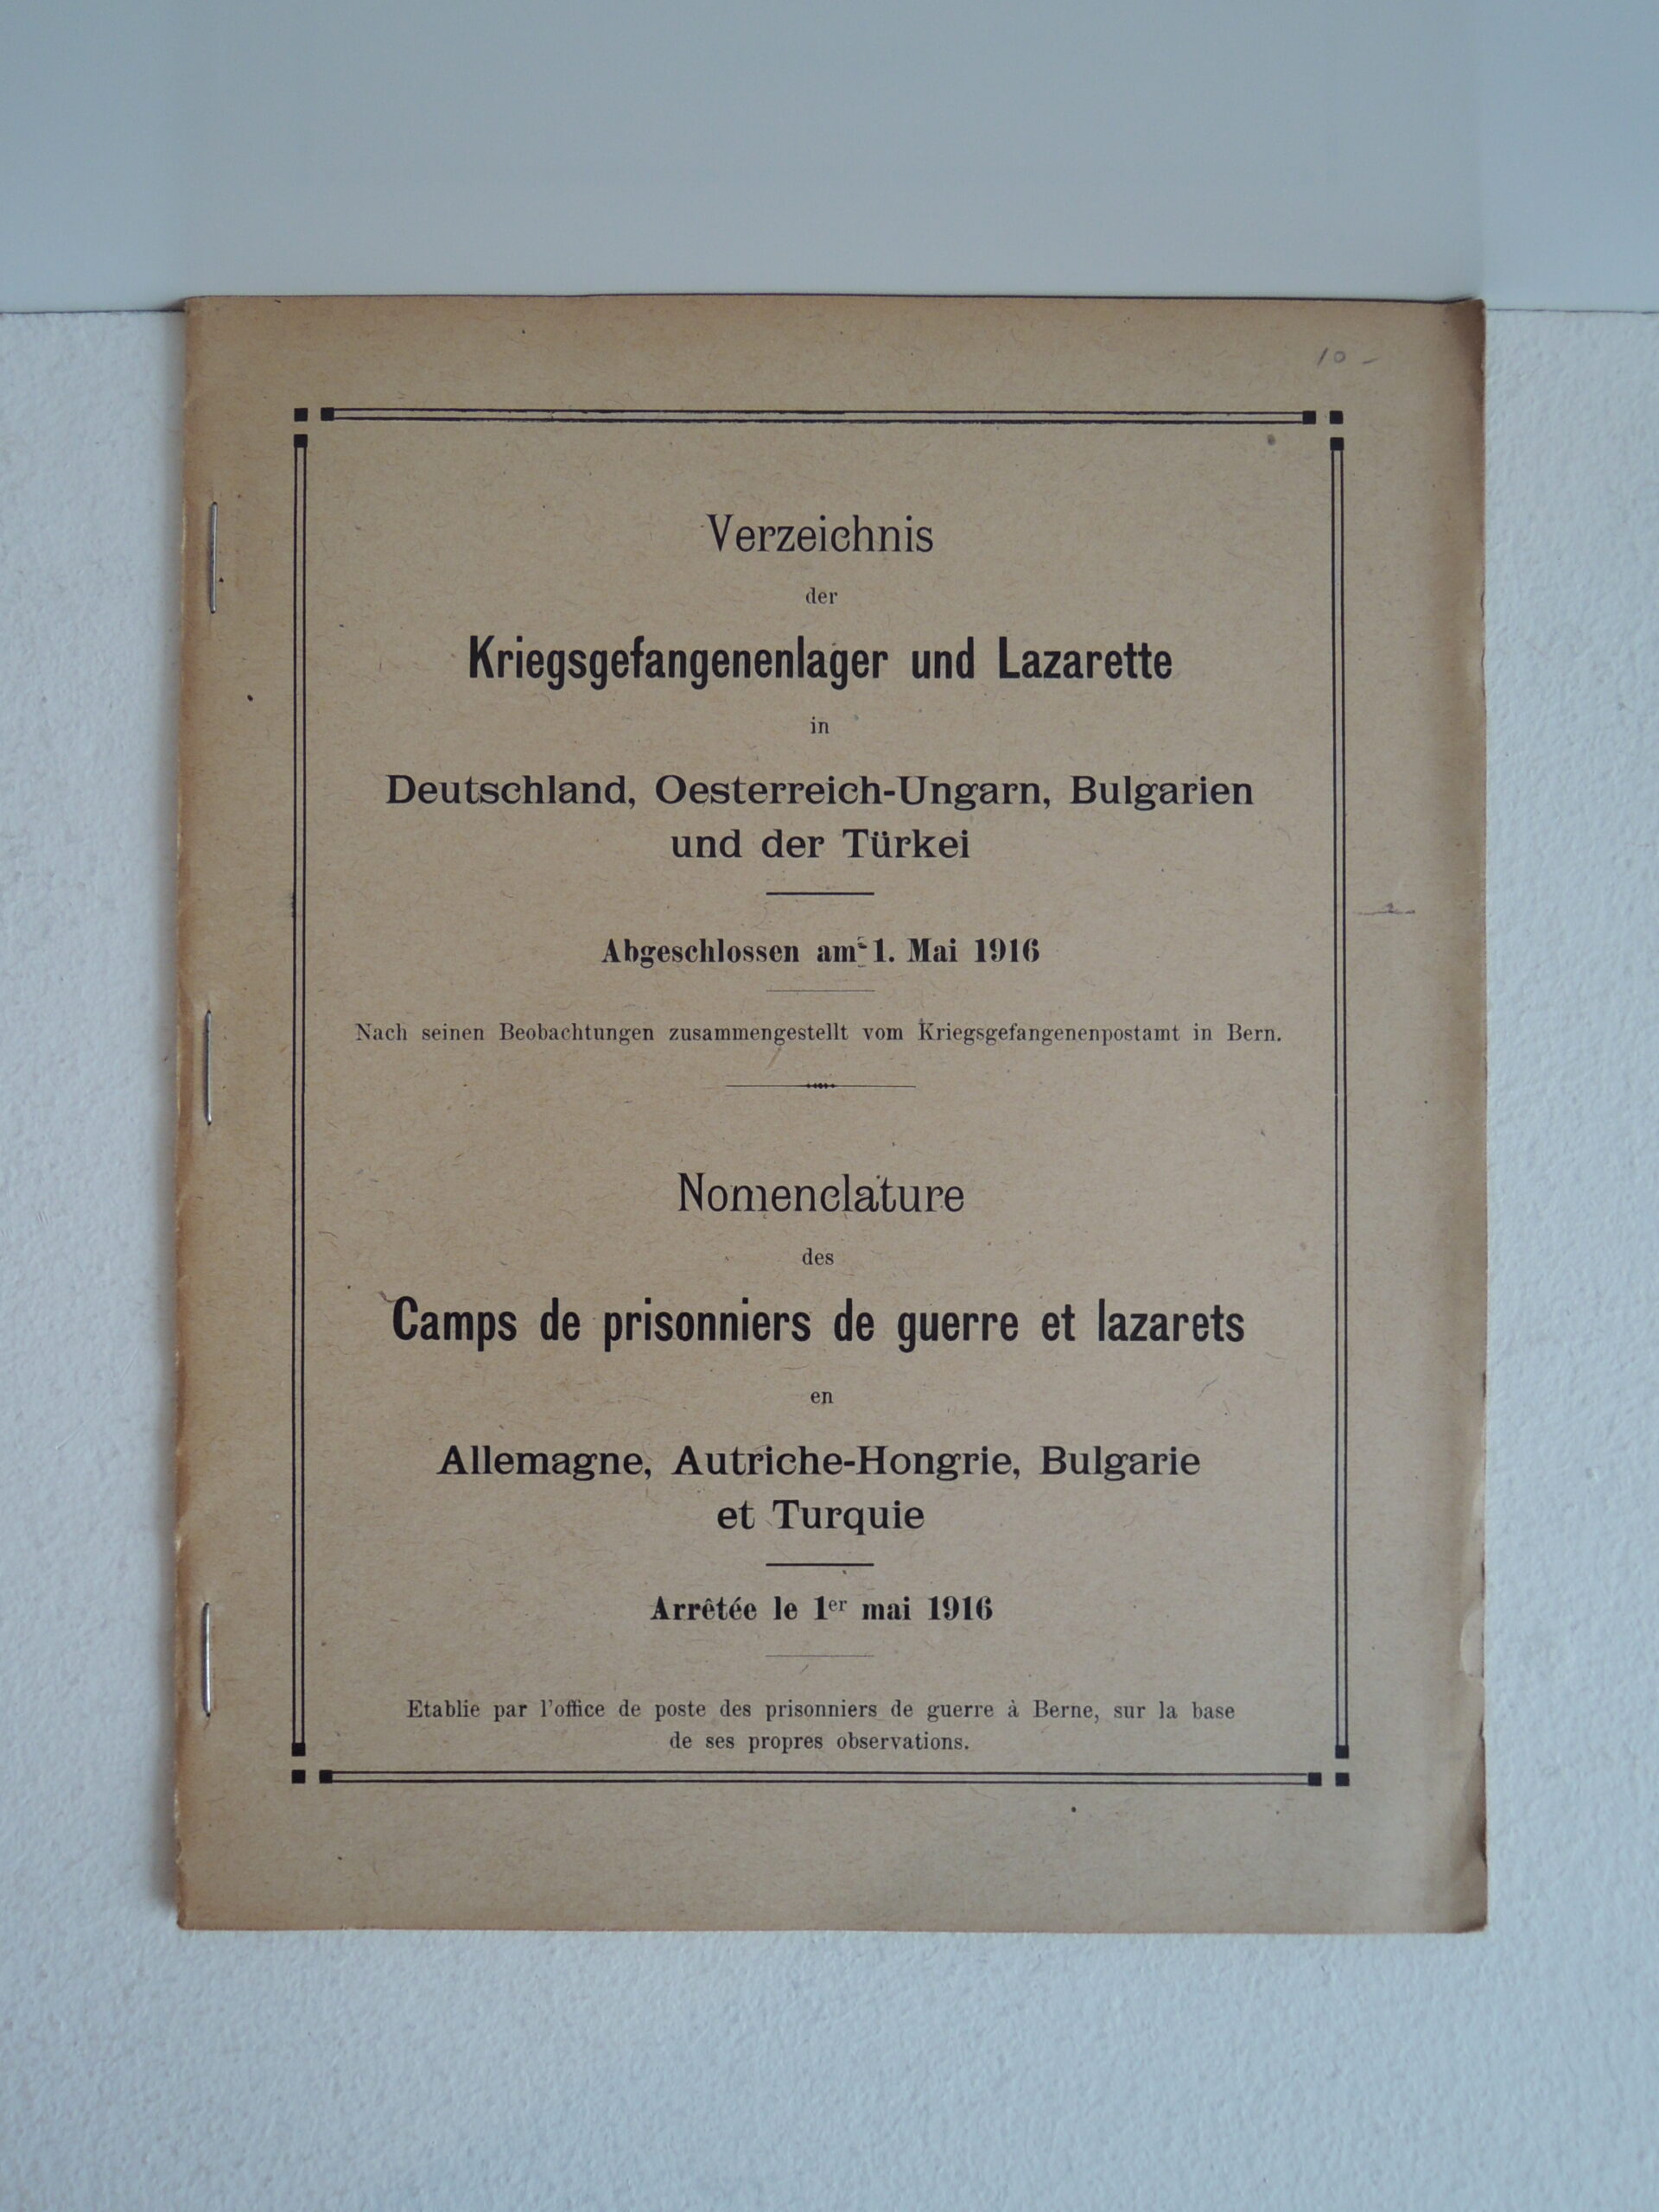 10 -
Verzeichnis
der
Kriegsgefangenenlager und Lazarette
in
Deutschland, Oesterreich-Ungarn, Bulgarien
und der Türkei
Abgeschlossen am 1. Mai 1916
Nach seinen Beobachtungen zusammengestellt vom Kriegsgefangenenpostamt in Bern.
Nomenclature
des
Camps de prisonniers de guerre et lazarets
en
Allemagne, Autriche-Hongrie, Bulgarie
et Turquie
Arrêtée le 1er mai 1916
Etablie par l'office de poste des prisonniers de guerre à Berne, sur la base
de ses propres observations.